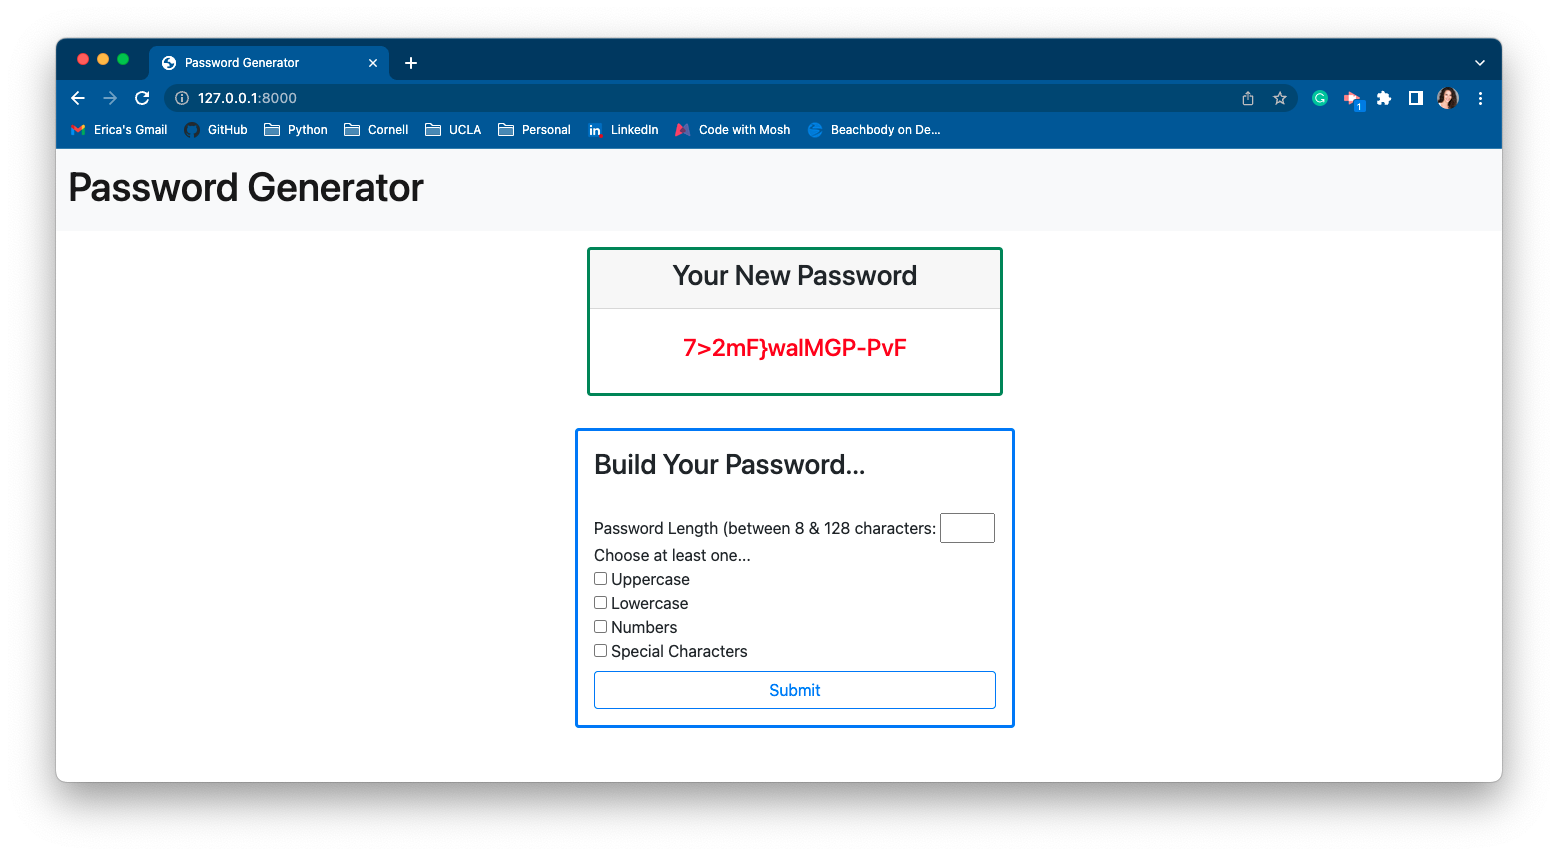 Password Generator
127.0.0.1:8000
1
Erica's Gmail GitHub Python Cornell UCLA Personal LinkedIn Code with Mosh Beachbody on De...
Password Generator
Your New Password
7>2mF}walMGP-PvF
Build Your Password...
Password Length (between 8 & 128 characters:
Choose at least one...
Uppercase
Lowercase
Numbers
Special Characters
Submit